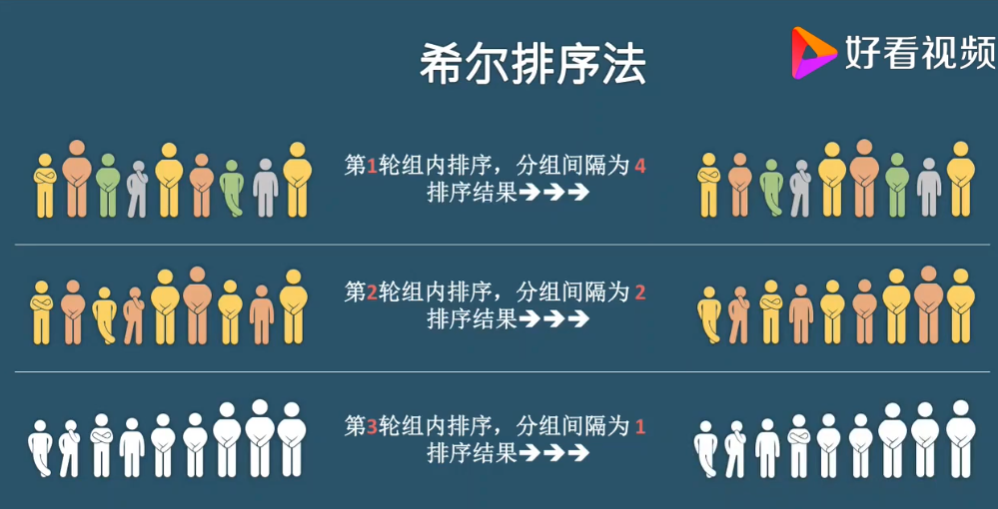 希尔排序法
好看视频
第1轮组内排序，分组间隔为 4
排序结果➔➔➔
第2轮组内排序，分组间隔为 2
排序结果➔➔➔
第3轮组内排序，分组间隔为 1
排序结果➔➔➔